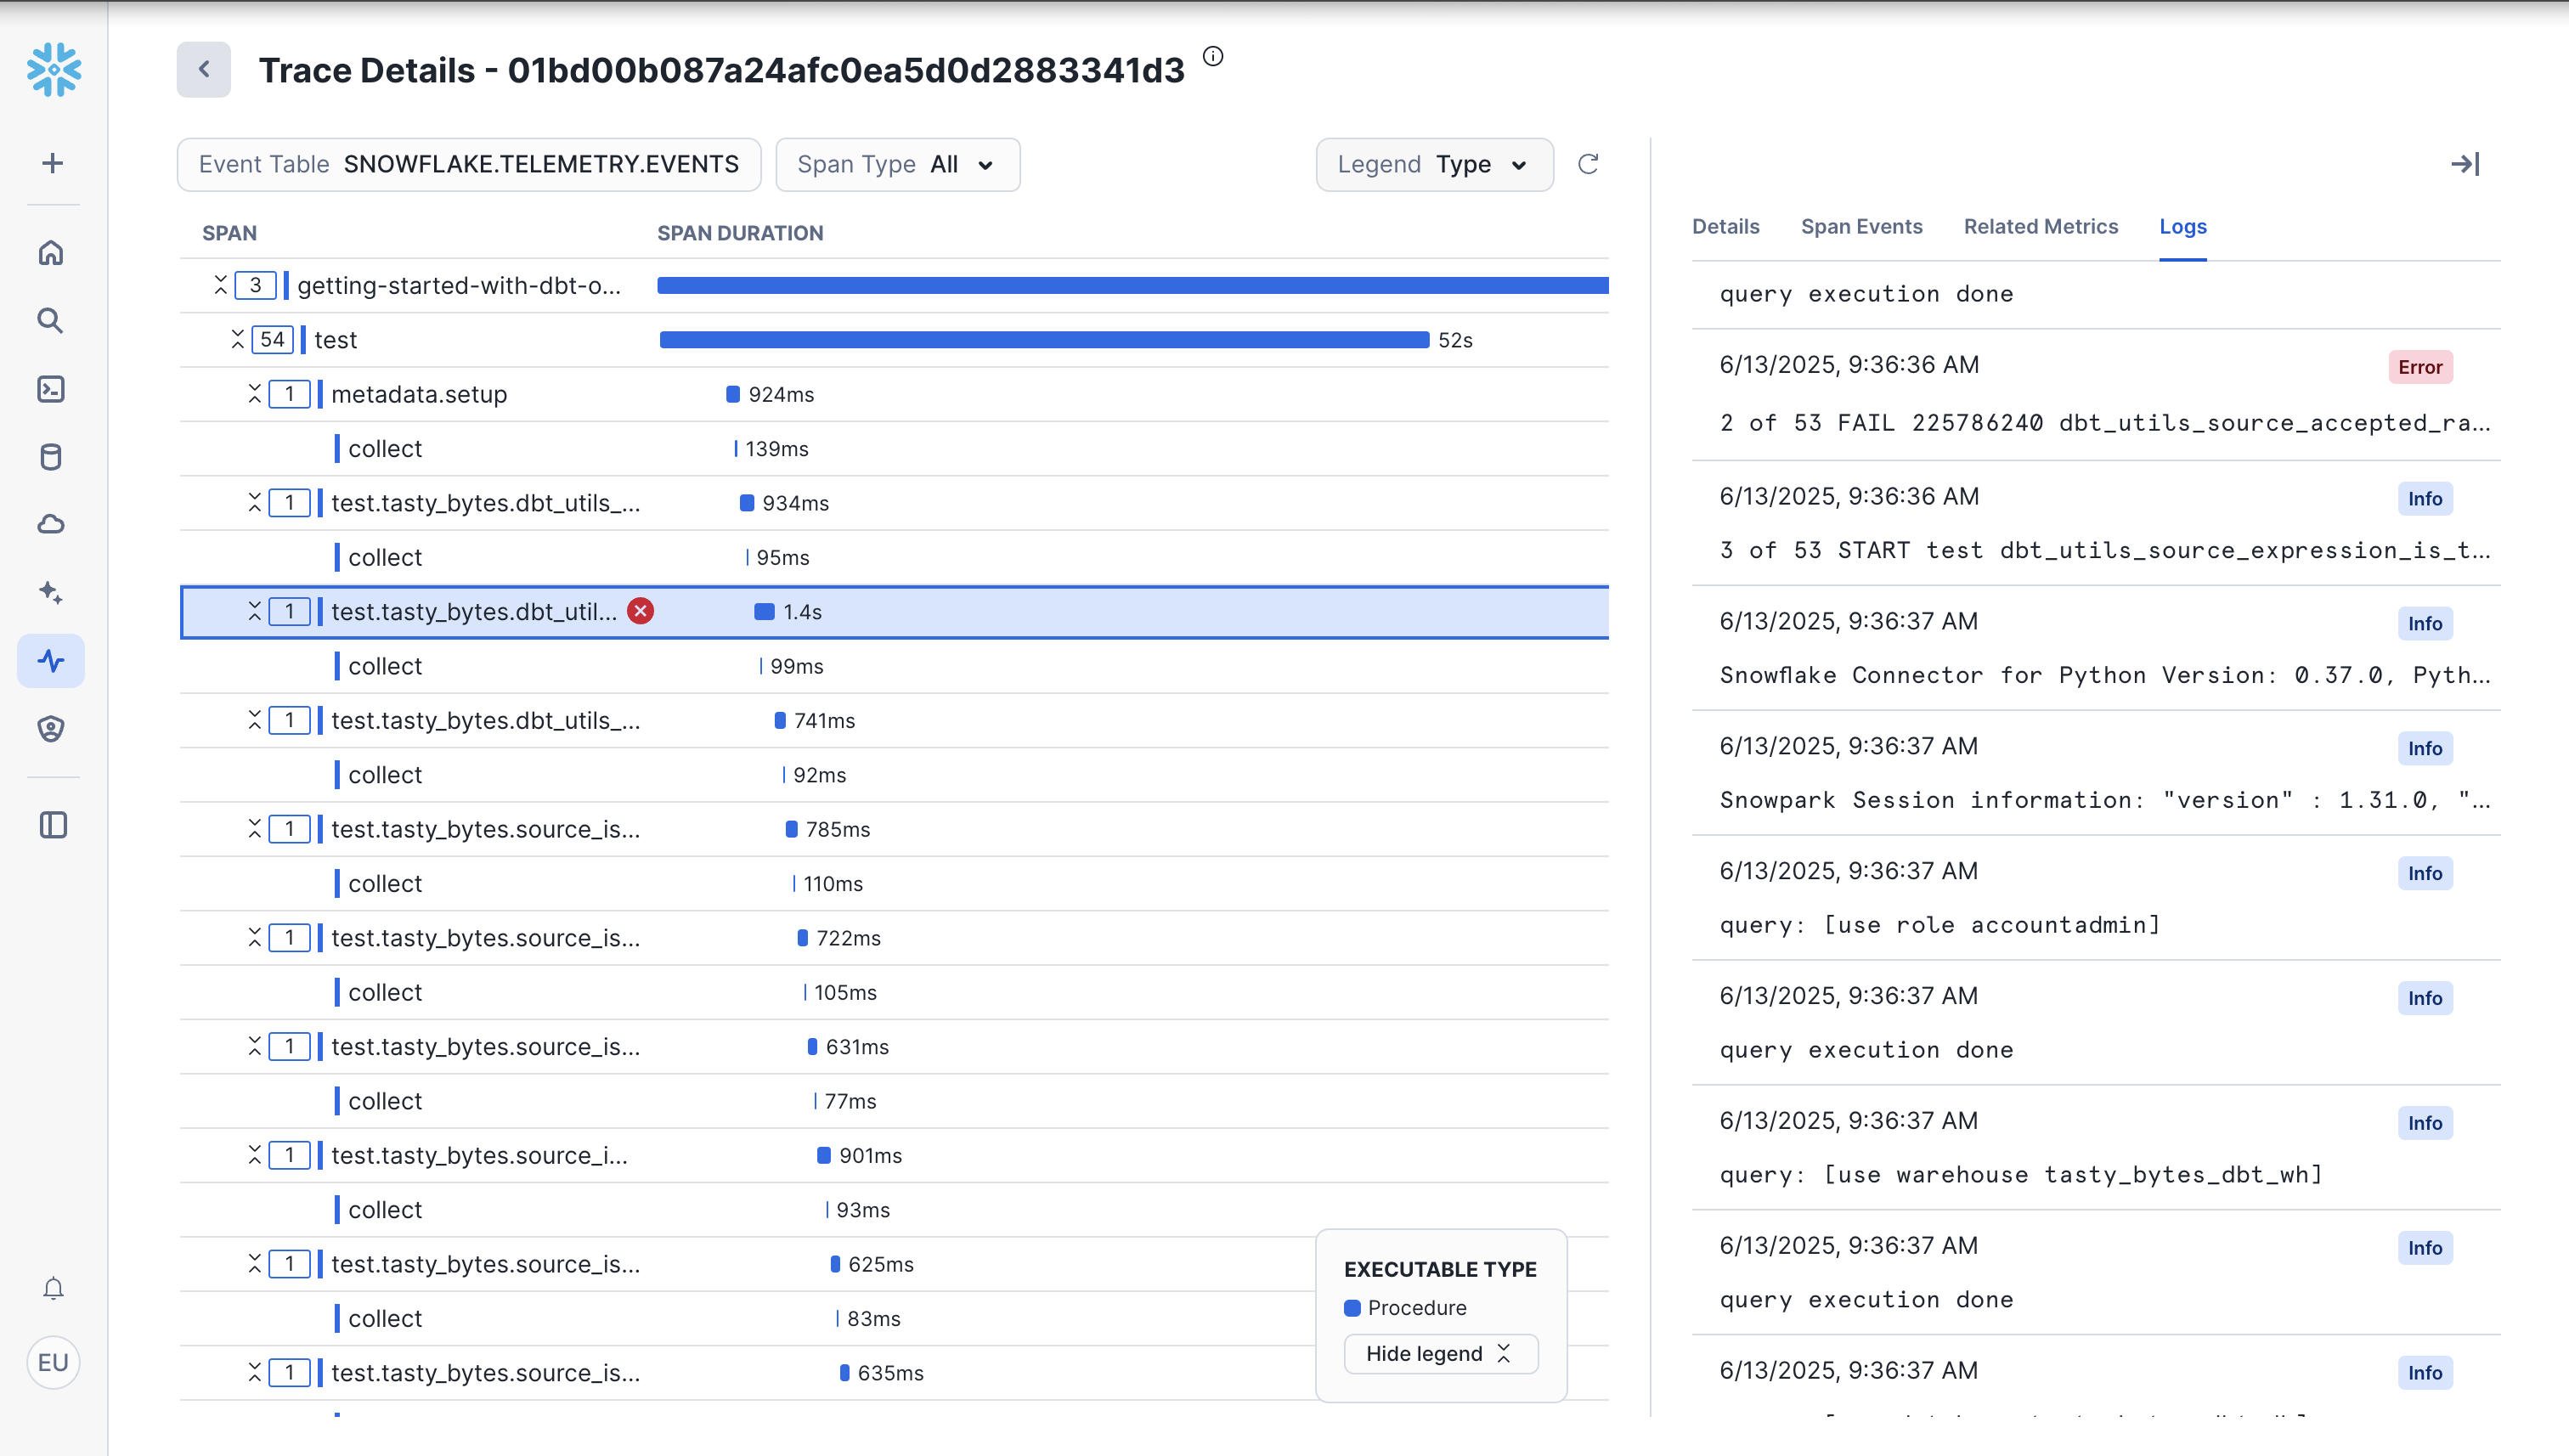 Trace Details - 01bd00b087a24afc0ea5d0d2883341d3
Event Table SNOWFLAKE.TELEMETRY.EVENTS
Span Type All
Legend Type
SPAN SPAN DURATION
3 getting-started-with-dbt-o...
54 test 52s
1 metadata.setup 924ms
collect 139ms
1 test.tasty_bytes.dbt_utils_... 934ms
collect 95ms
1 test.tasty_bytes.dbt_util... 1.4s
collect 99ms
1 test.tasty_bytes.dbt_utils_... 741ms
collect 92ms
1 test.tasty_bytes.source_is... 785ms
collect 110ms
1 test.tasty_bytes.source_is... 722ms
collect 105ms
1 test.tasty_bytes.source_is... 631ms
collect 77ms
1 test.tasty_bytes.source_i... 901ms
collect 93ms
1 test.tasty_bytes.source_is... 625ms
collect 83ms
1 test.tasty_bytes.source_is... 635ms
EXECUTABLE TYPE
Procedure
Hide legend
Details Span Events Related Metrics Logs
query execution done
6/13/2025, 9:36:36 AM Error
2 of 53 FAIL 225786240 dbt_utils_source_accepted_ra...
6/13/2025, 9:36:36 AM Info
3 of 53 START test dbt_utils_source_expression_is_t...
6/13/2025, 9:36:37 AM Info
Snowflake Connector for Python Version: 0.37.0, Pyth...
6/13/2025, 9:36:37 AM Info
Snowpark Session information: "version" : 1.31.0, "...
6/13/2025, 9:36:37 AM Info
query: [use role accountadmin]
6/13/2025, 9:36:37 AM Info
query execution done
6/13/2025, 9:36:37 AM Info
query: [use warehouse tasty_bytes_dbt_wh]
6/13/2025, 9:36:37 AM Info
query execution done
6/13/2025, 9:36:37 AM Info
EU